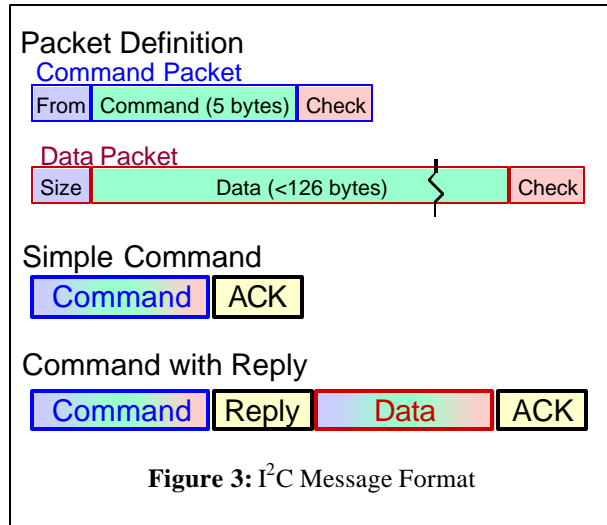 Packet Definition
Command Packet
From Command (5 bytes) Check
Data Packet
Size Data (<126 bytes) Check
Simple Command
Command ACK
Command with Reply
Command Reply Data ACK
Figure 3: I²C Message Format